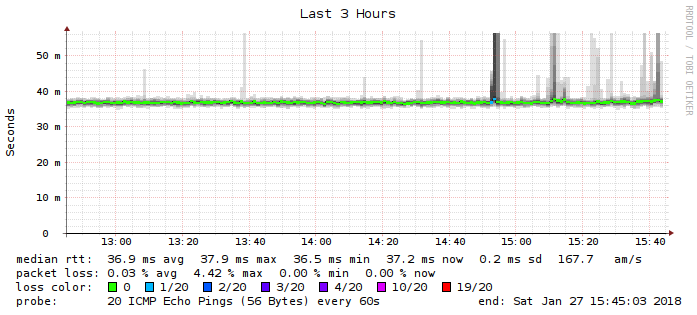 Last 3 Hours
RRDTOOL / TOBI OETIKER
Seconds
50 m
40 m
30 m
20 m
10 m
0
13:00 13:20 13:40 14:00 14:20 14:40 15:00 15:20 15:40
median rtt: 36.9 ms avg 37.9 ms max 36.5 ms min 37.2 ms now 0.2 ms sd 167.7 am/s
packet loss: 0.03 % avg 4.42 % max 0.00 % min 0.00 % now
loss color: 0 1/20 2/20 3/20 4/20 10/20 19/20
probe: 20 ICMP Echo Pings (56 Bytes) every 60s end: Sat Jan 27 15:45:03 2018